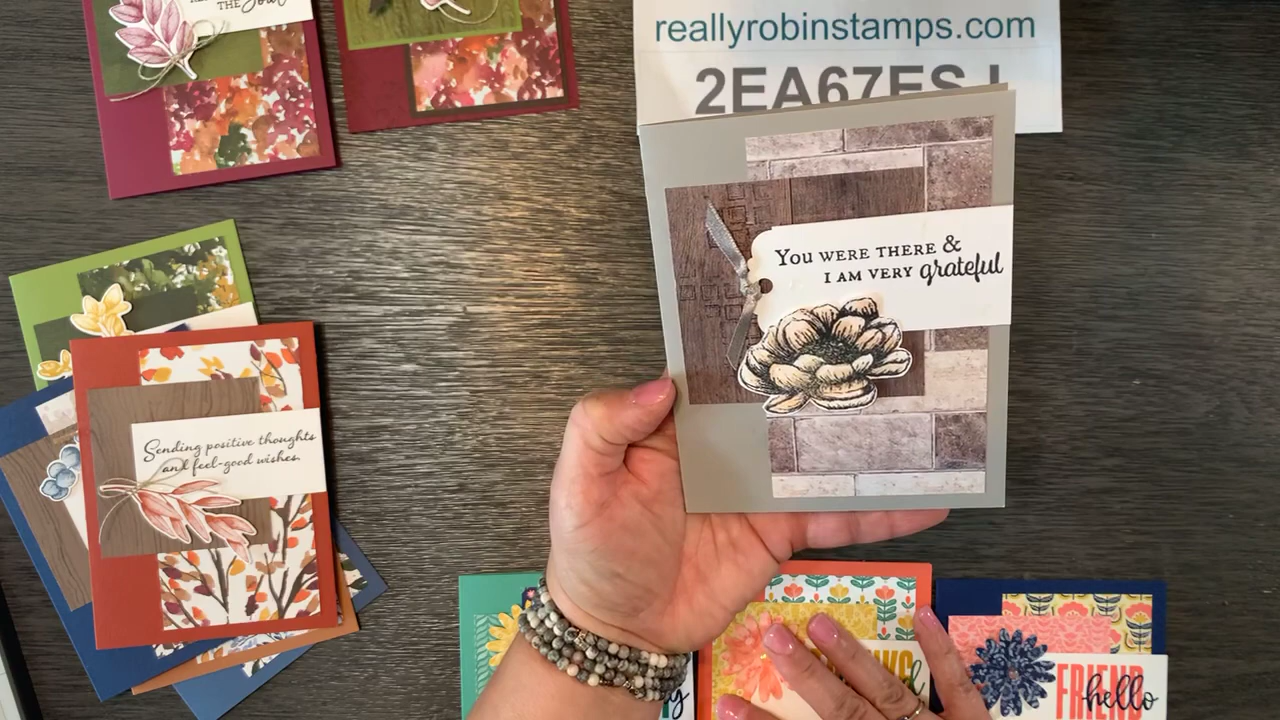 THE Soul
reallyrobinstamps.com
2EA67FSJ
YOU WERE THERE &
I AM VERY grateful
Sending positive thoughts
and feel-good wishes
FRIEND
hello